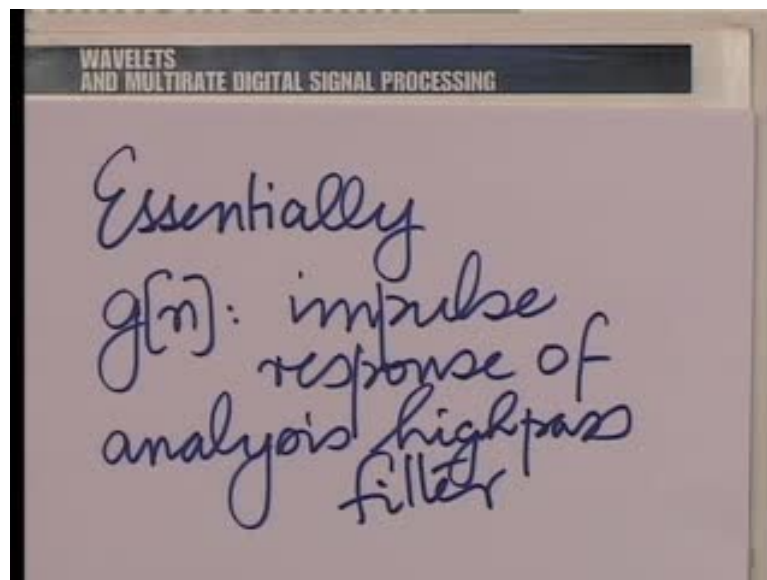 WAVELETS
AND MULTIRATE DIGITAL SIGNAL PROCESSING
Essentially
g[n]: impulse
response of
analysis highpass
filter